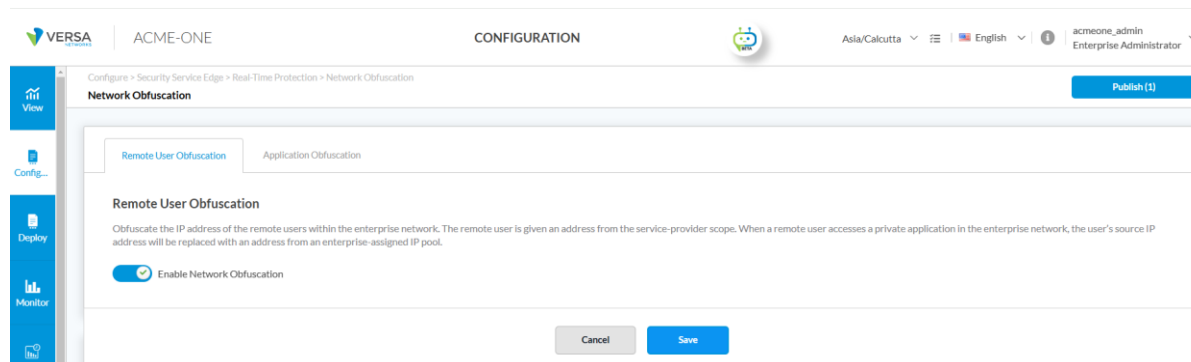 VERSA
NETWORKS
ACME-ONE
CONFIGURATION
BETA
Asia/Calcutta
English
acmeone_admin
Enterprise Administrator
View
Config...
Deploy
Monitor
Configure > Security Service Edge > Real-Time Protection > Network Obfuscation
Network Obfuscation
Publish (1)
Remote User Obfuscation
Application Obfuscation
Remote User Obfuscation
Obfuscate the IP address of the remote users within the enterprise network. The remote user is given an address from the service-provider scope. When a remote user accesses a private application in the enterprise network, the user's source IP
address will be replaced with an address from an enterprise-assigned IP pool.
Enable Network Obfuscation
Cancel
Save